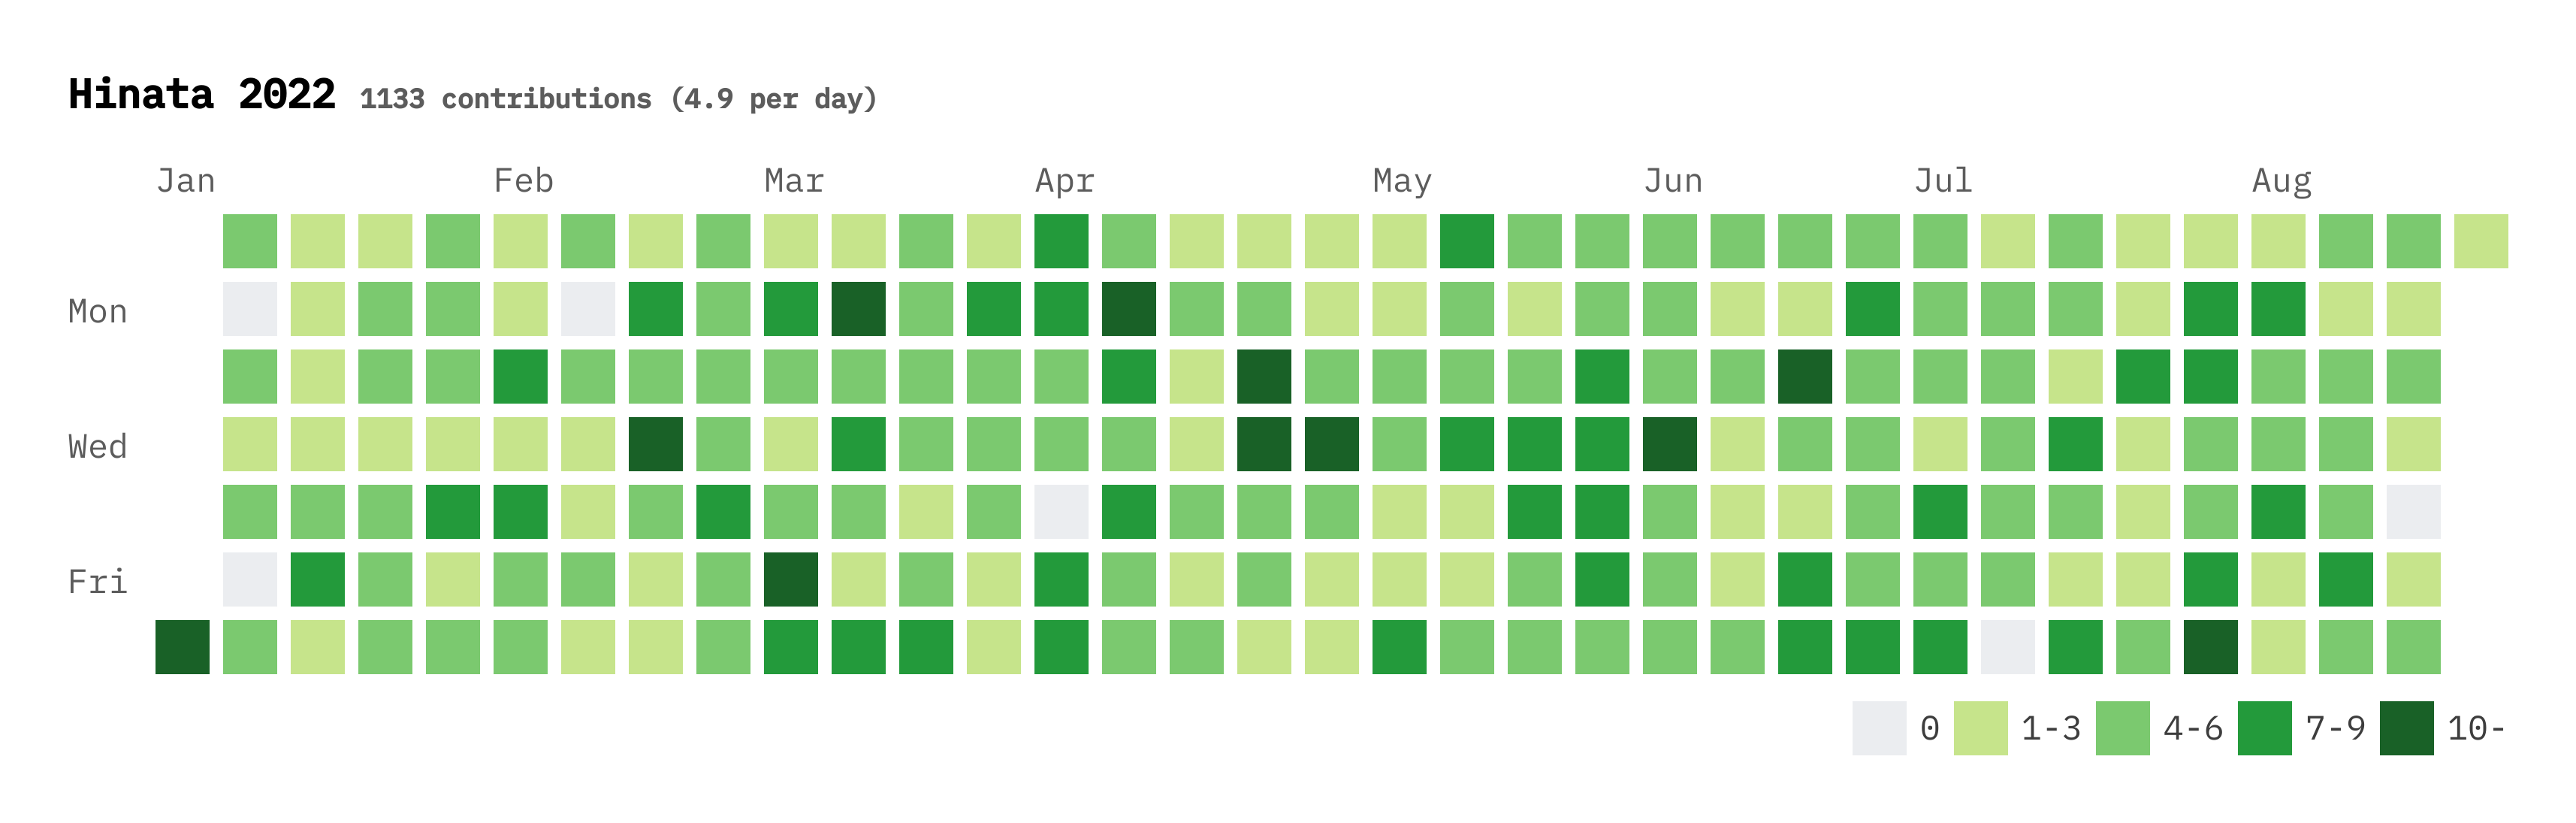 Hinata 2022 1133 contributions (4.9 per day)
Jan Feb Mar Apr May Jun Jul Aug
Mon
Wed
Fri
0 1-3 4-6 7-9 10-